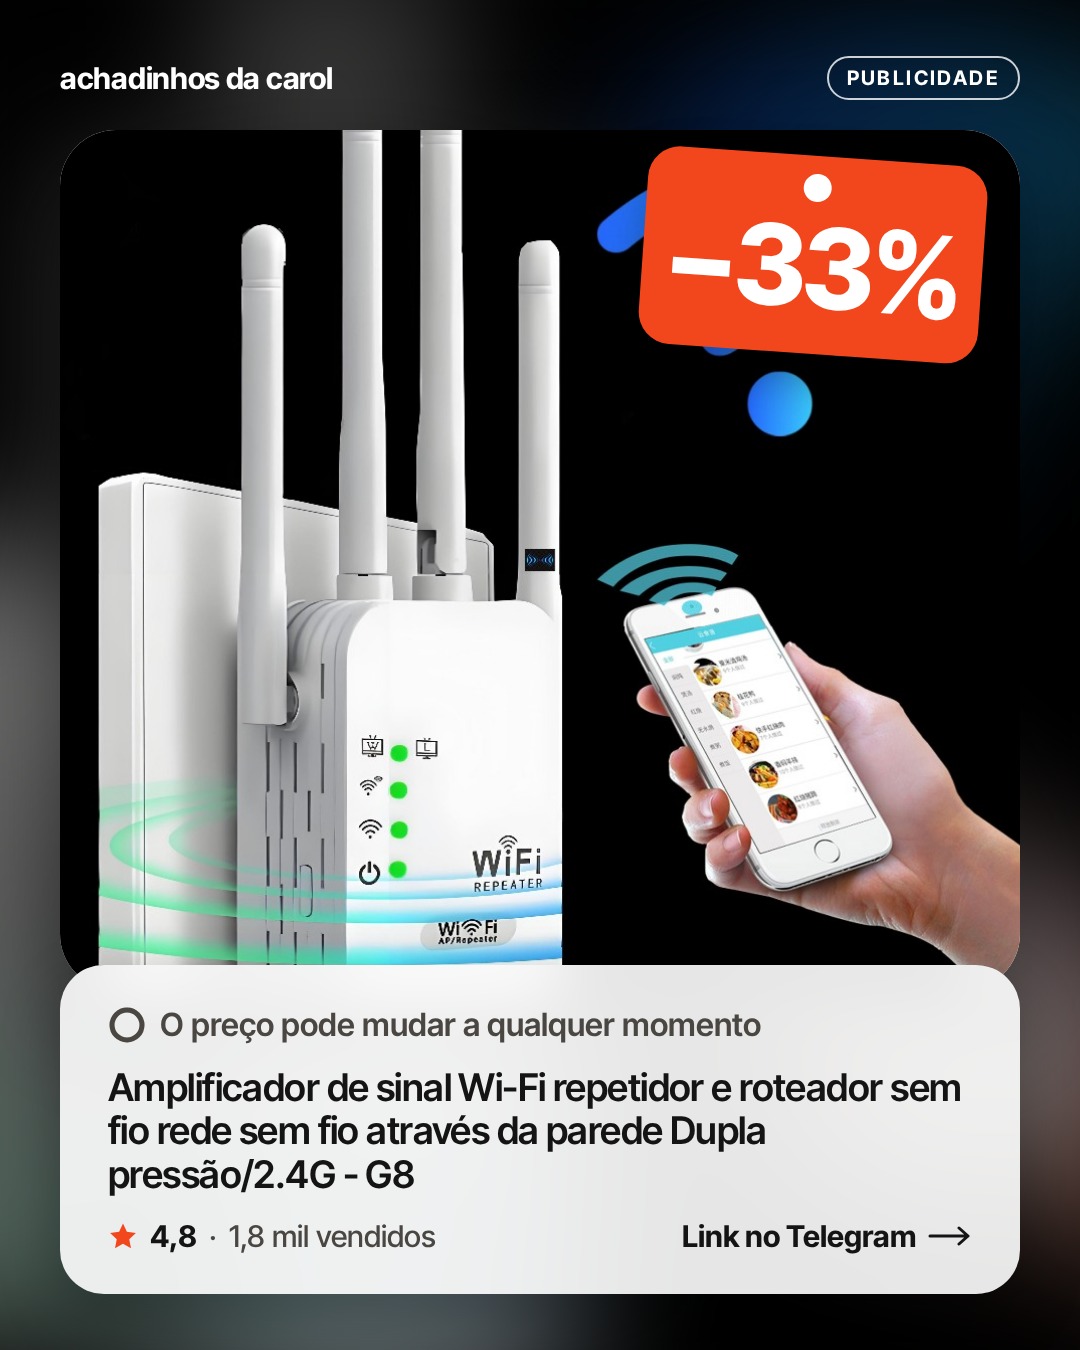 achadinhos da carol
PUBLICIDADE
-33%
WiFi
REPEATER
WiFi
AP/Repeater
O preço pode mudar a qualquer momento
Amplificador de sinal Wi-Fi repetidor e roteador sem
fio rede sem fio através da parede Dupla
pressão/2.4G - G8
4,8 · 1,8 mil vendidos
Link no Telegram →